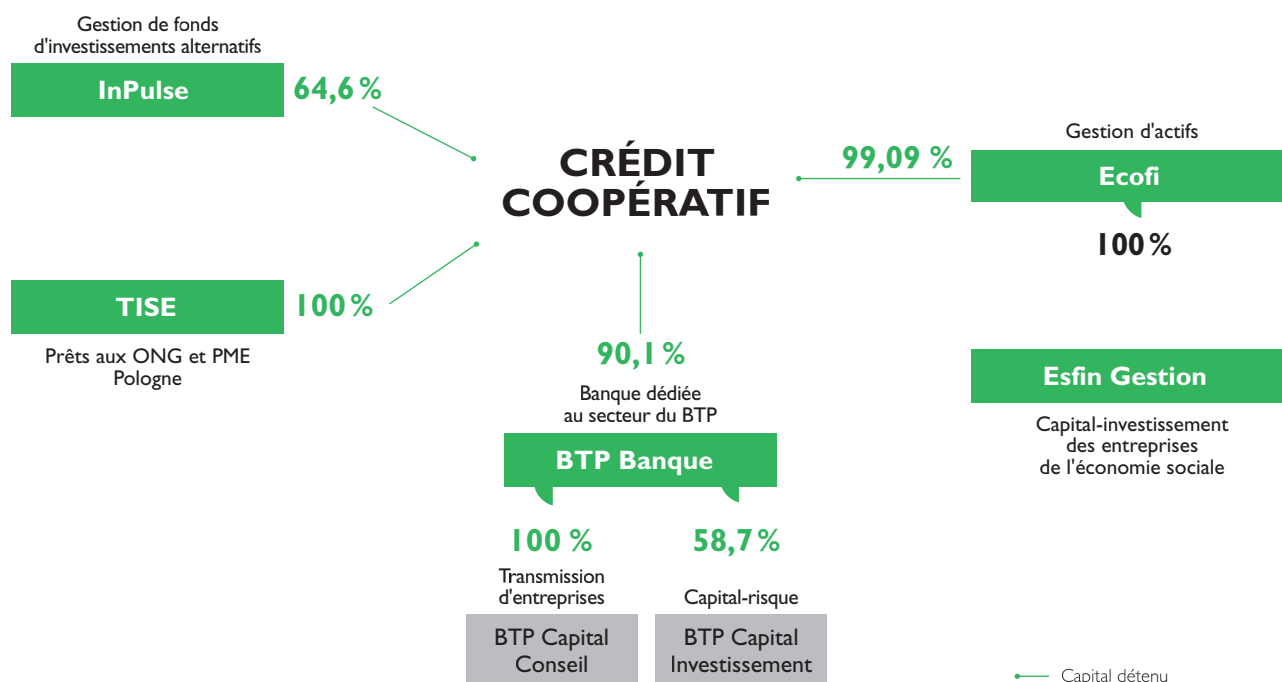 Gestion de fonds
d'investissements alternatifs
InPulse
64,6 %
CRÉDIT
COOPÉRATIF
99,09 %
Gestion d'actifs
Ecofi
100 %
TISE
100 %
Prêts aux ONG et PME
Pologne
90,1 %
Banque dédiée
au secteur du BTP
BTP Banque
Esfin Gestion
Capital-investissement
des entreprises
de l'économie sociale
100 %
Transmission
d'entreprises
BTP Capital
Conseil
58,7 %
Capital-risque
BTP Capital
Investissement
Capital détenu